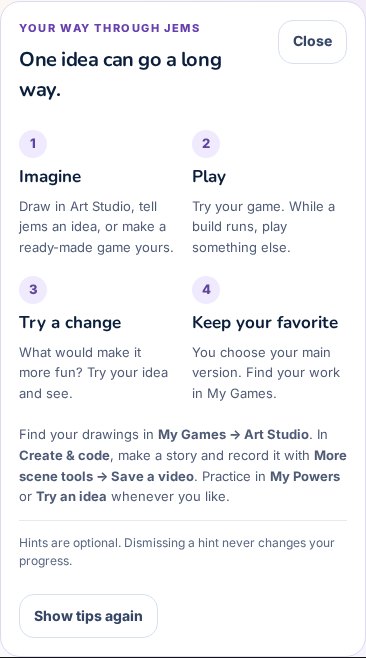 YOUR WAY THROUGH JEMS
Close
One idea can go a long
way.
1
Imagine
Draw in Art Studio, tell
jems an idea, or make a
ready-made game yours.
2
Play
Try your game. While a
build runs, play
something else.
3
Try a change
What would make it
more fun? Try your idea
and see.
4
Keep your favorite
You choose your main
version. Find your work
in My Games.
Find your drawings in My Games → Art Studio. In
Create & code, make a story and record it with More
scene tools → Save a video. Practice in My Powers
or Try an idea whenever you like.
Hints are optional. Dismissing a hint never changes your
progress.
Show tips again